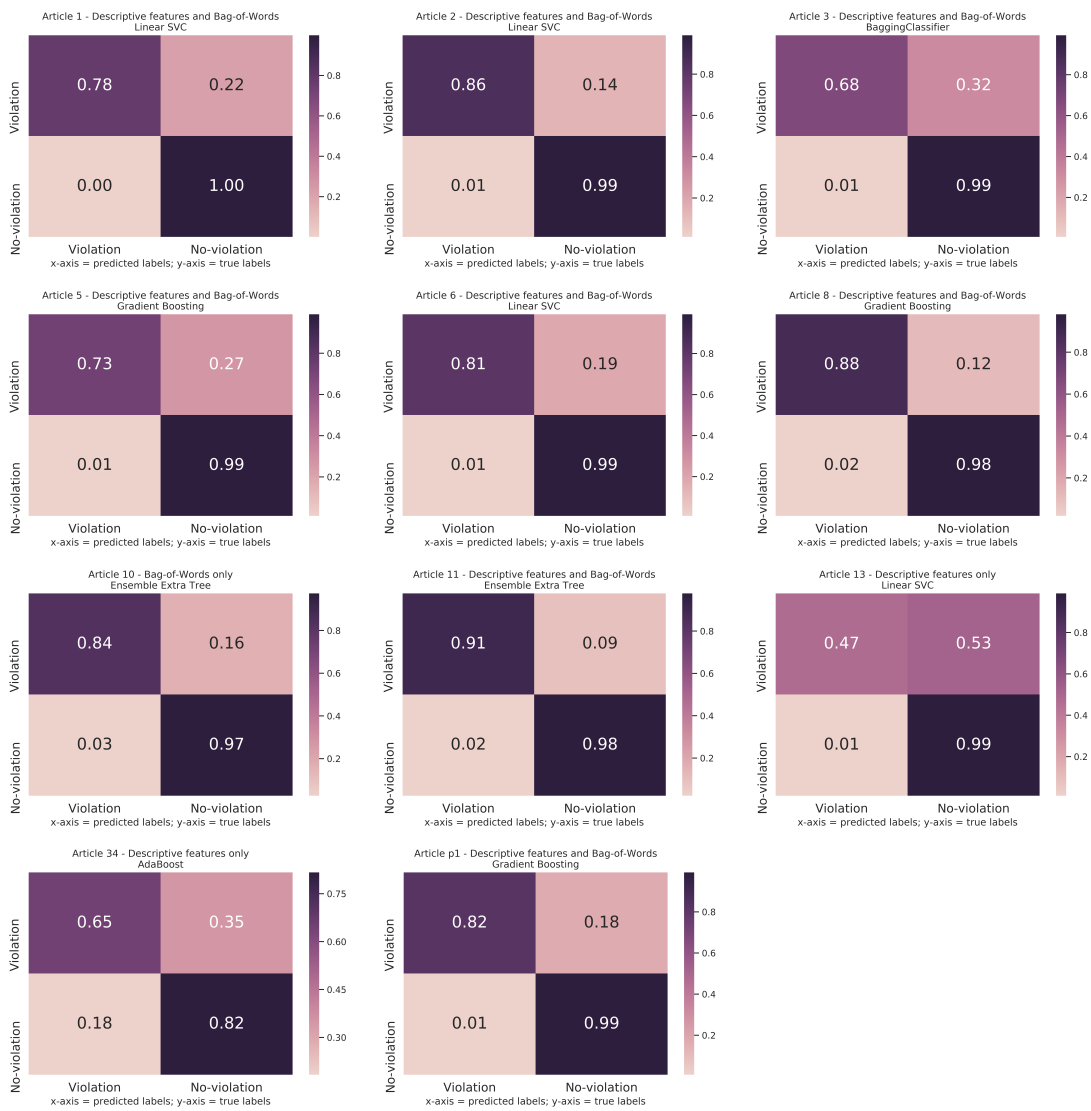 Article 1 - Descriptive features and Bag-of-Words
Linear SVC
Violation
0.78
0.22
0.8
0.6
0.4
No-violation
0.00
1.00
0.2
Violation
No-violation
x-axis = predicted labels; y-axis = true labels
Article 2 - Descriptive features and Bag-of-Words
Linear SVC
Violation
0.86
0.14
0.8
0.6
0.4
No-violation
0.01
0.99
0.2
Violation
No-violation
x-axis = predicted labels; y-axis = true labels
Article 3 - Descriptive features and Bag-of-Words
BaggingClassifier
Violation
0.68
0.32
0.8
0.6
0.4
No-violation
0.01
0.99
0.2
Violation
No-violation
x-axis = predicted labels; y-axis = true labels
Article 5 - Descriptive features and Bag-of-Words
Gradient Boosting
Violation
0.73
0.27
0.8
0.6
0.4
No-violation
0.01
0.99
0.2
Violation
No-violation
x-axis = predicted labels; y-axis = true labels
Article 6 - Descriptive features and Bag-of-Words
Linear SVC
Violation
0.81
0.19
0.8
0.6
0.4
No-violation
0.01
0.99
0.2
Violation
No-violation
x-axis = predicted labels; y-axis = true labels
Article 8 - Descriptive features and Bag-of-Words
Gradient Boosting
Violation
0.88
0.12
0.8
0.6
0.4
No-violation
0.02
0.98
0.2
Violation
No-violation
x-axis = predicted labels; y-axis = true labels
Article 10 - Bag-of-Words only
Ensemble Extra Tree
Violation
0.84
0.16
0.8
0.6
0.4
No-violation
0.03
0.97
0.2
Violation
No-violation
x-axis = predicted labels; y-axis = true labels
Article 11 - Descriptive features and Bag-of-Words
Ensemble Extra Tree
Violation
0.91
0.09
0.8
0.6
0.4
No-violation
0.02
0.98
0.2
Violation
No-violation
x-axis = predicted labels; y-axis = true labels
Article 13 - Descriptive features only
Linear SVC
Violation
0.47
0.53
0.8
0.6
0.4
No-violation
0.01
0.99
0.2
Violation
No-violation
x-axis = predicted labels; y-axis = true labels
Article 34 - Descriptive features only
AdaBoost
Violation
0.65
0.35
0.75
0.60
0.45
No-violation
0.18
0.82
0.30
Violation
No-violation
x-axis = predicted labels; y-axis = true labels
Article p1 - Descriptive features and Bag-of-Words
Gradient Boosting
Violation
0.82
0.18
0.8
0.6
0.4
No-violation
0.01
0.99
0.2
Violation
No-violation
x-axis = predicted labels; y-axis = true labels